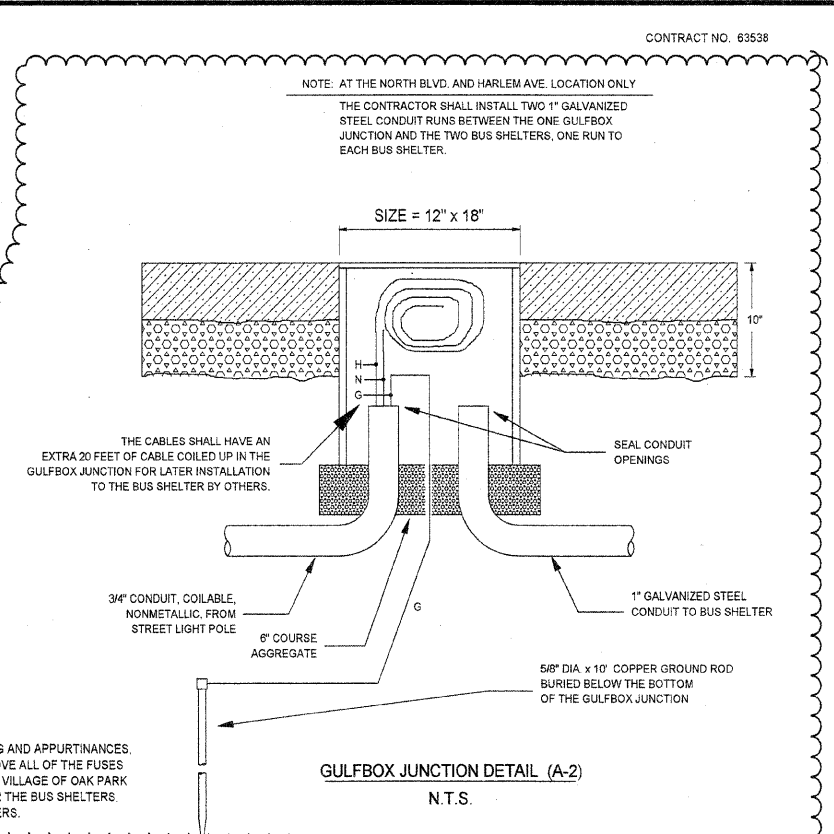 CONTRACT NO. 63538
NOTE: AT THE NORTH BLVD. AND HARLEM AVE. LOCATION ONLY
THE CONTRACTOR SHALL INSTALL TWO 1" GALVANIZED
STEEL CONDUIT RUNS BETWEEN THE ONE GULFBOX
JUNCTION AND THE TWO BUS SHELTERS, ONE RUN TO
EACH BUS SHELTER.
SIZE = 12" x 18"
10"
H
N
G
THE CABLES SHALL HAVE AN
EXTRA 20 FEET OF CABLE COILED UP IN THE
GULFBOX JUNCTION FOR LATER INSTALLATION
TO THE BUS SHELTER BY OTHERS.
SEAL CONDUIT
OPENINGS
3/4" CONDUIT, COILABLE,
NONMETALLIC, FROM
STREET LIGHT POLE
6" COURSE
AGGREGATE
G
1" GALVANIZED STEEL
CONDUIT TO BUS SHELTER
5/8" DIA. x 10' COPPER GROUND ROD
BURIED BELOW THE BOTTOM
OF THE GULFBOX JUNCTION
AND APPURTINANCES.
ALL OF THE FUSES
VILLAGE OF OAK PARK
THE BUS SHELTERS.
GULFBOX JUNCTION DETAIL (A-2)
N.T.S.